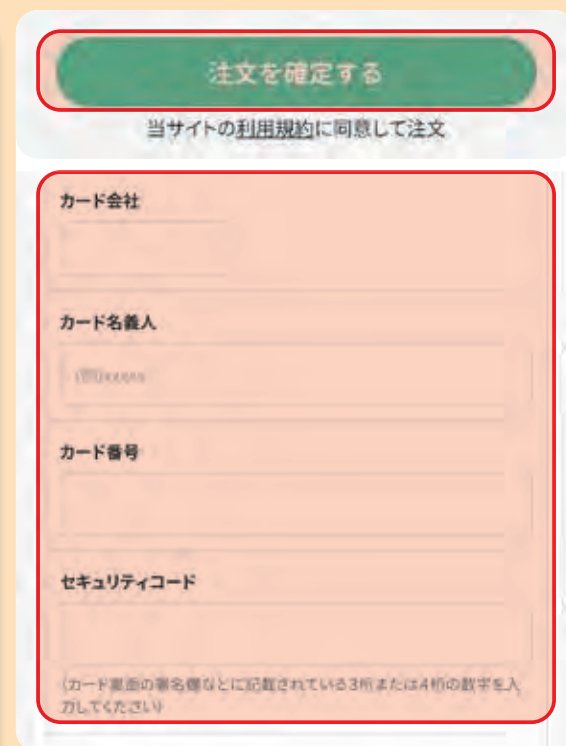 注文を確定する
当サイトの利用規約に同意して注文
カード会社
カード名義人
カード番号
セキュリティコード
(カード裏面の署名欄などに記載されている3桁または4桁の数字を入
力してください)